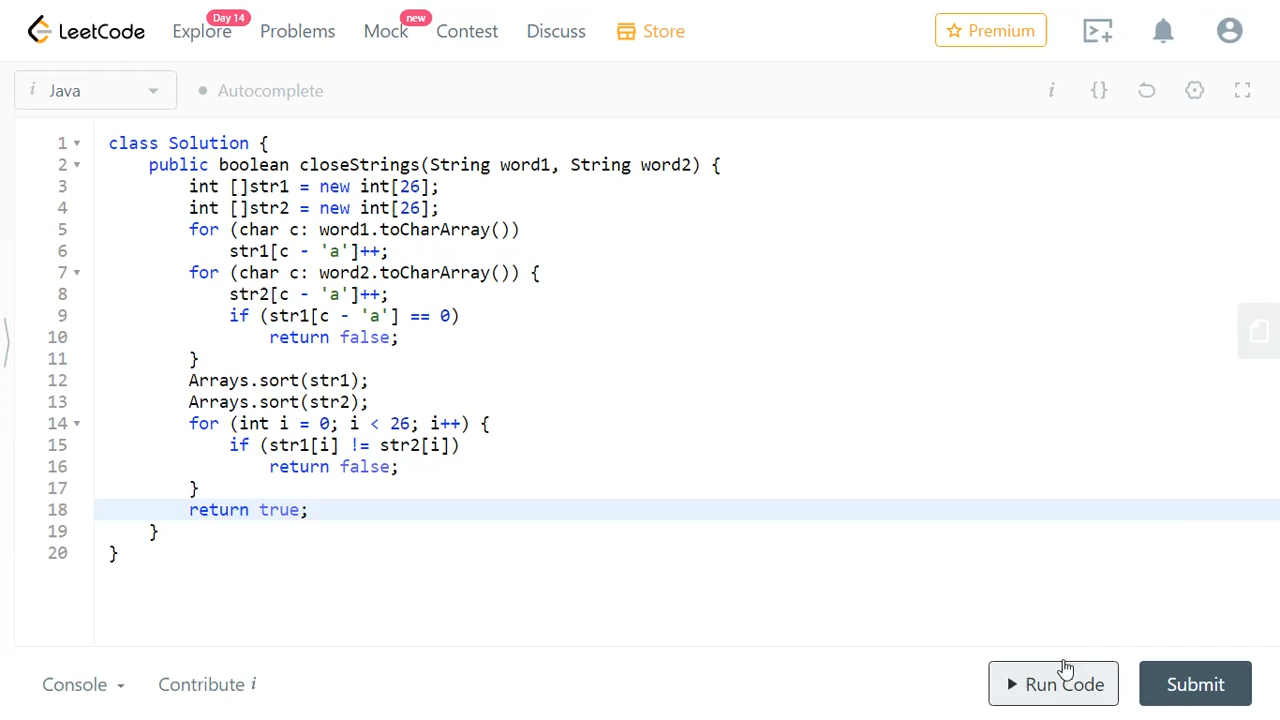 LeetCode Explore Day 14 Problems Mock new Contest Discuss Store Premium
i Java Autocomplete i {}
1 class Solution {
2     public boolean closeStrings(String word1, String word2) {
3         int []str1 = new int[26];
4         int []str2 = new int[26];
5         for (char c: word1.toCharArray())
6             str1[c - 'a']++;
7         for (char c: word2.toCharArray()) {
8             str2[c - 'a']++;
9             if (str1[c - 'a'] == 0)
10                 return false;
11         }
12         Arrays.sort(str1);
13         Arrays.sort(str2);
14         for (int i = 0; i < 26; i++) {
15             if (str1[i] != str2[i])
16                 return false;
17         }
18         return true;
19     }
20 }
Console Contribute i Run Code Submit